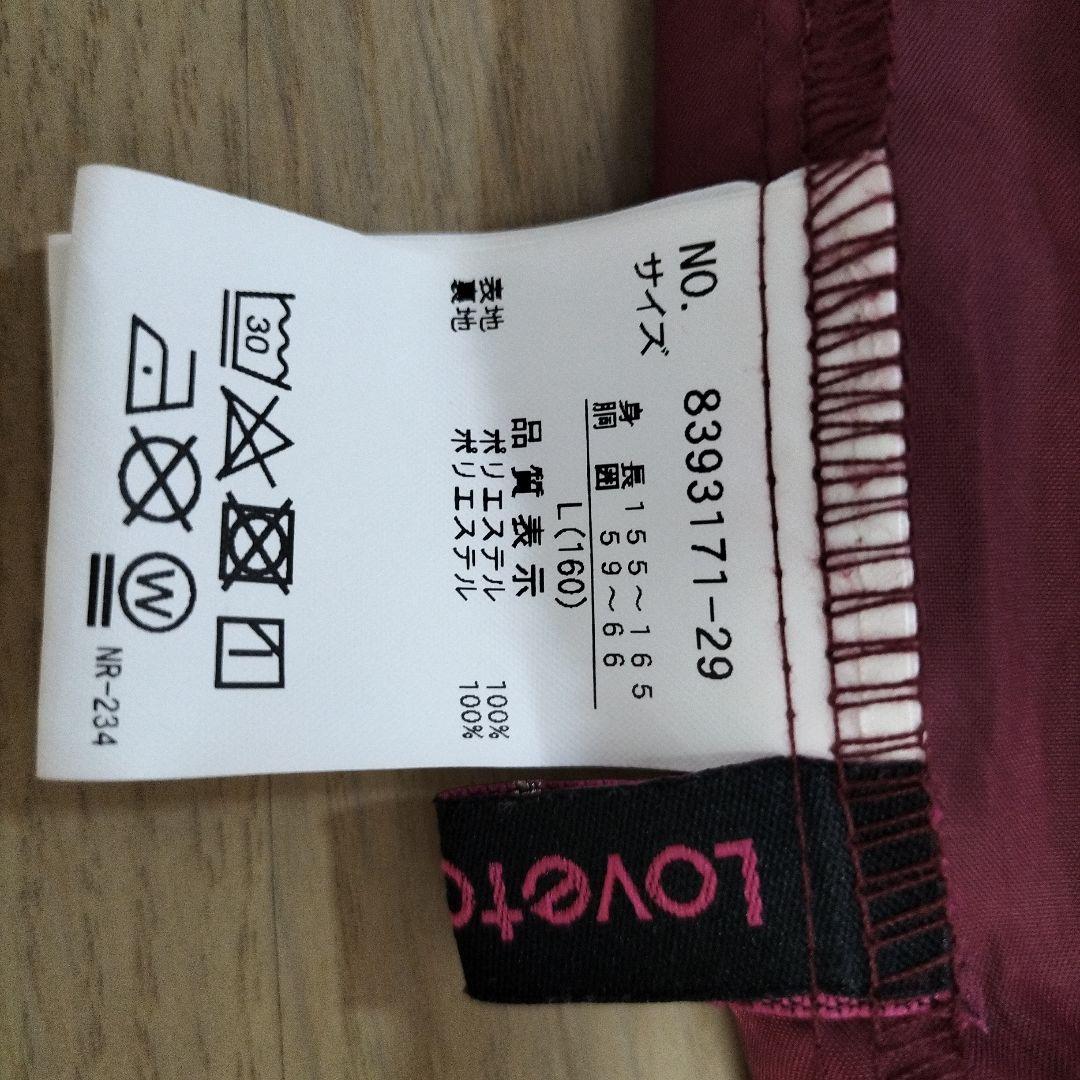 NO. 8393171-29
サイズ
身長 155～165
胴囲 59～66
L(160)
品質表示
表地 ポリエステル 100%
裏地 ポリエステル 100%
30
W
NR-234
Loveto